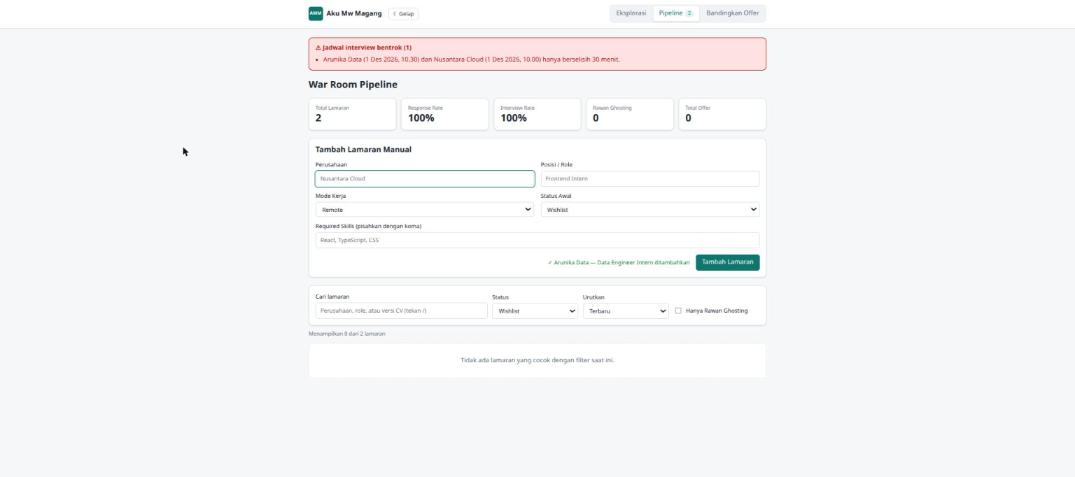 AWM Aku Mw Magang ☾ Gelap Eksplorasi Pipeline 2 Bandingkan Offer
⚠ Jadwal interview bentrok (1)
• Arunika Data (1 Des 2026, 10.30) dan Nusantara Cloud (1 Des 2026, 10.00) hanya berselisih 30 menit.
War Room Pipeline
Total Lamaran Response Rate Interview Rate Rawan Ghosting Total Offer
2 100% 100% 0 0
Tambah Lamaran Manual
Perusahaan Posisi / Role
Nusantara Cloud Frontend Intern
Mode Kerja Status Awal
Remote Wishlist
Required Skills (pisahkan dengan koma)
React, TypeScript, CSS
✓ Arunika Data — Data Engineer Intern ditambahkan Tambah Lamaran
Cari lamaran Status Urutkan
Perusahaan, role, atau versi CV (tekan /) Wishlist Terbaru Hanya Rawan Ghosting
Menampilkan 0 dari 2 lamaran
Tidak ada lamaran yang cocok dengan filter saat ini.